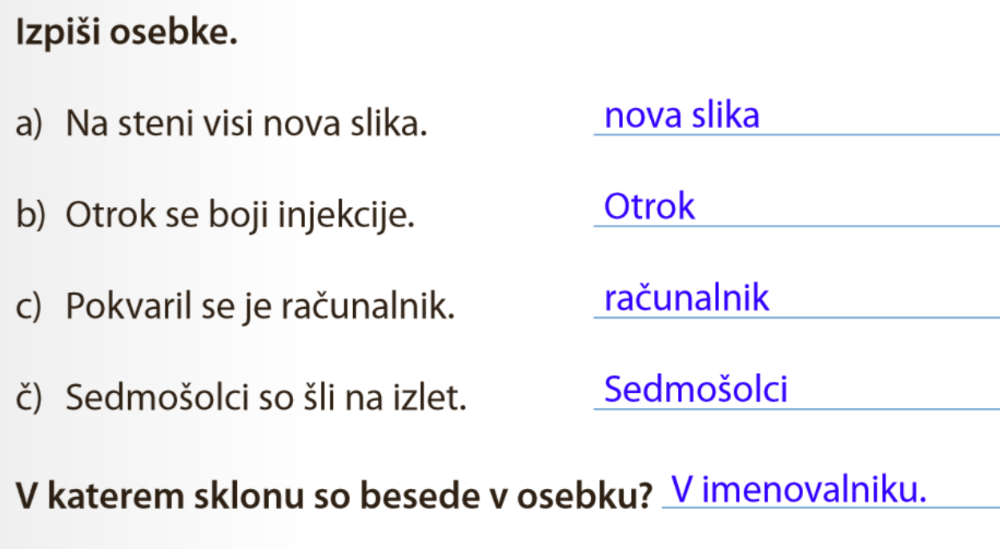 Izpiši osebke.
a) Na steni visi nova slika. nova slika
b) Otrok se boji injekcije. Otrok
c) Pokvaril se je računalnik. računalnik
č) Sedmošolci so šli na izlet. Sedmošolci
V katerem sklonu so besede v osebku? V imenovalniku.